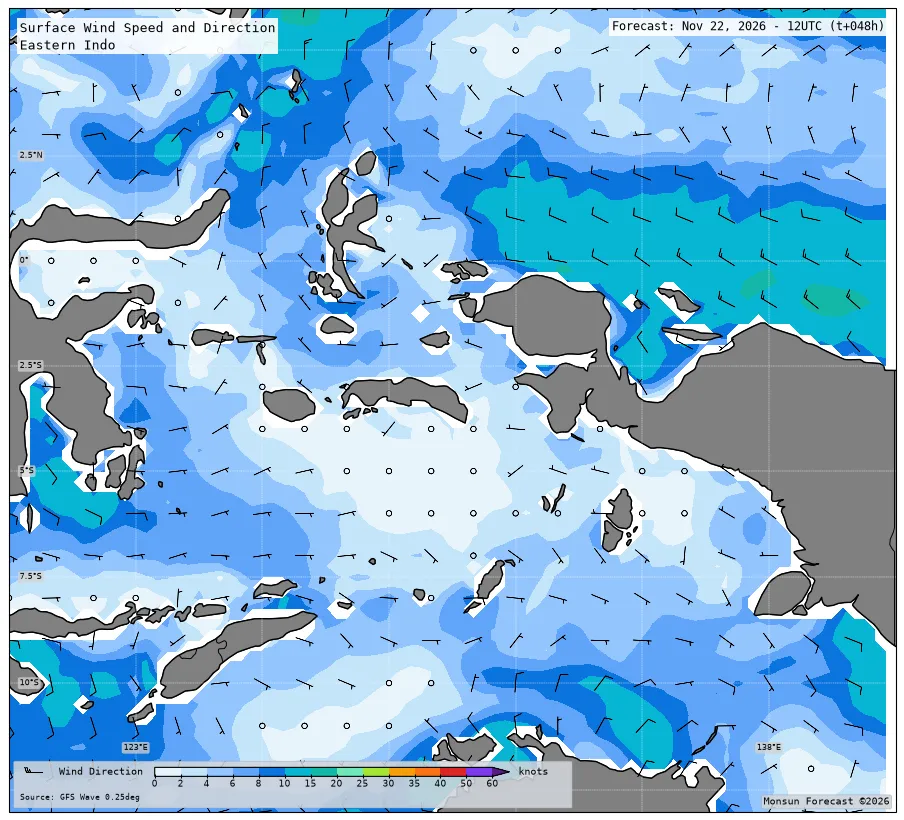 Surface Wind Speed and Direction
Eastern Indo
Forecast: Nov 22, 2026 - 12UTC (t+048h)
2.5°N
0°
2.5°S
5°S
7.5°S
10°S
123°E
138°E
Wind Direction
knots
0 2 4 6 8 10 15 20 25 30 40 50 60
Source: GFS Wave 0.25deg
Monsun Forecast ©2026